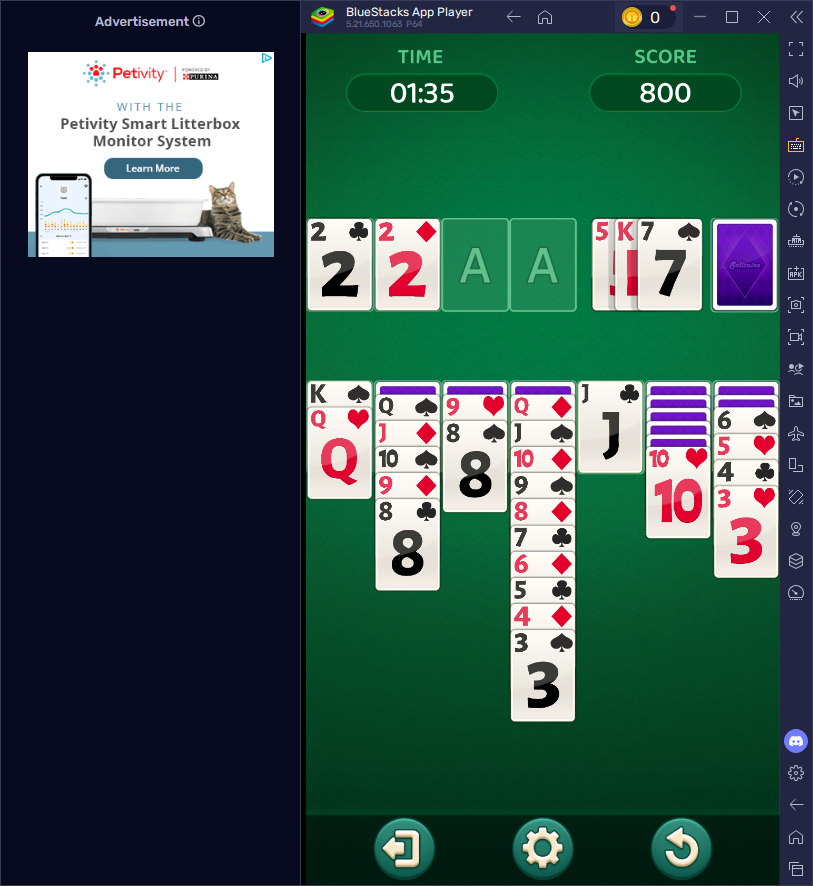 Advertisement
Petivity | POWERED BY PURINA
WITH THE
Petivity Smart Litterbox
Monitor System
Learn More
BlueStacks App Player
5.21.650.1063 P64
0
TIME
SCORE
01:35
800
2 2 5 K 7
2 2 A A 7
Solitaire
K Q 9 Q J 6
Q J 8 J 10 5
Q 10 8 10 J 10 4
9 9 3
8 8 3
8 7
6
5
4
3
3